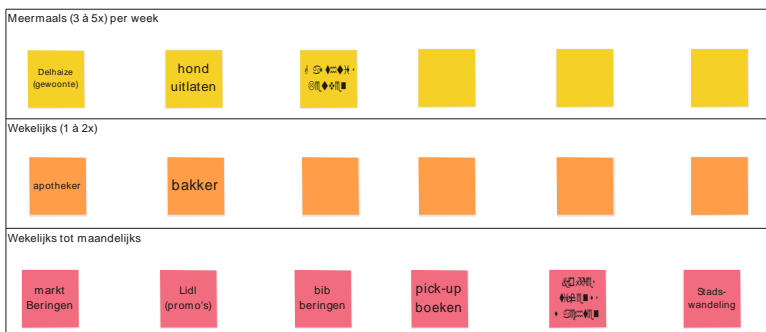 Meermaals (3 à 5x) per week
Delhaize
(gewoonte)
hond
uitlaten
Wekelijks (1 à 2x)
apotheker
bakker
Wekelijks tot maandelijks
markt
Beringen
Lidl
(promo's)
bib
beringen
pick-up
boeken
Stads-
wandeling